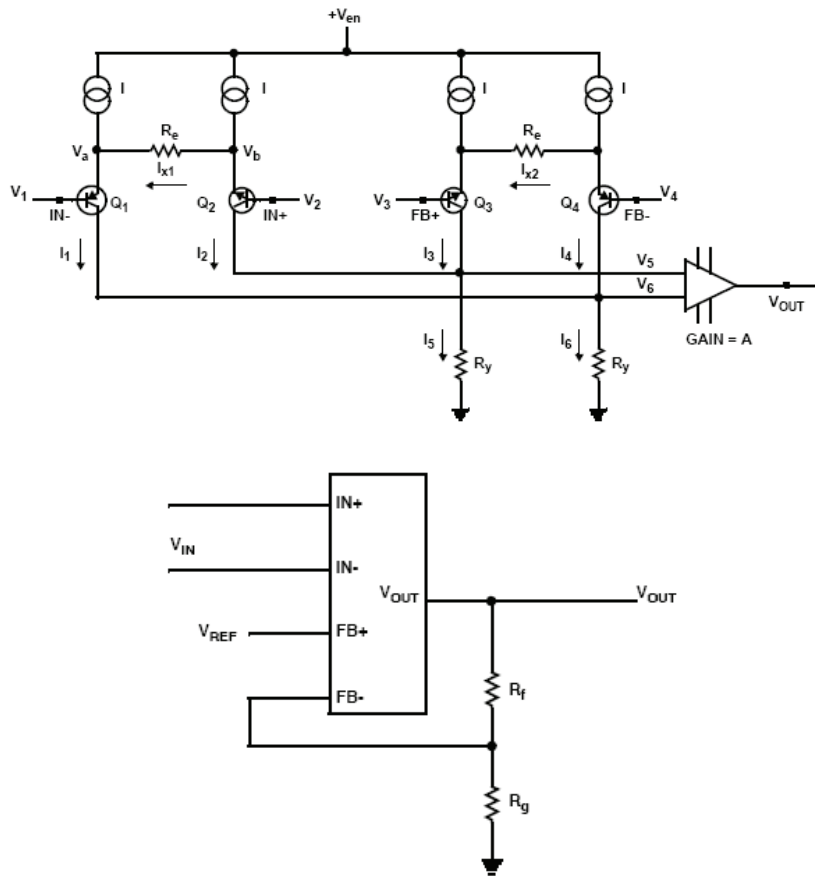 +Ven
I I I I
Va Re Vb Re
Ix1 Ix2
V1 IN- Q1 Q2 IN+ V2 V3 FB+ Q3 Q4 FB- V4
I1 I2 I3 I4 V5
V6
VOUT
GAIN = A
I5 Ry I6 Ry
IN+
VIN
IN-
VOUT VOUT
VREF FB+
FB-
Rf
Rg